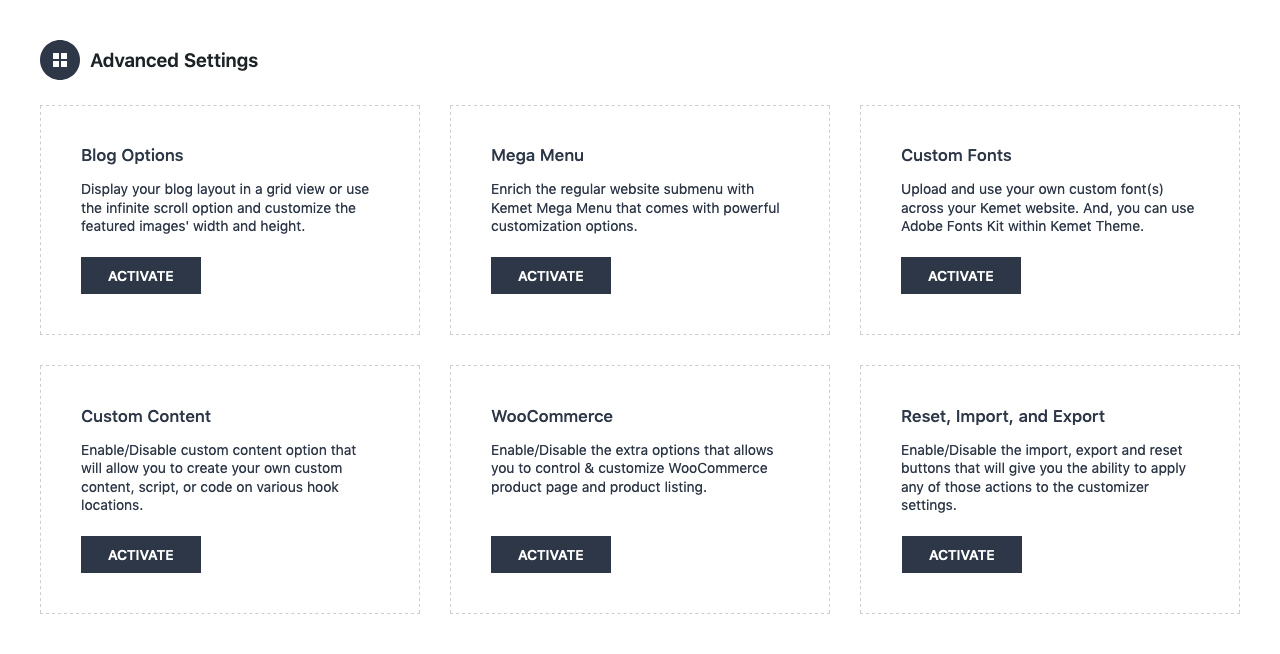 Advanced Settings
Blog Options
Display your blog layout in a grid view or use
the infinite scroll option and customize the
featured images' width and height.
ACTIVATE
Mega Menu
Enrich the regular website submenu with
Kemet Mega Menu that comes with powerful
customization options.
ACTIVATE
Custom Fonts
Upload and use your own custom font(s)
across your Kemet website. And, you can use
Adobe Fonts Kit within Kemet Theme.
ACTIVATE
Custom Content
Enable/Disable custom content option that
will allow you to create your own custom
content, script, or code on various hook
locations.
ACTIVATE
WooCommerce
Enable/Disable the extra options that allows
you to control & customize WooCommerce
product page and product listing.
ACTIVATE
Reset, Import, and Export
Enable/Disable the import, export and reset
buttons that will give you the ability to apply
any of those actions to the customizer
settings.
ACTIVATE